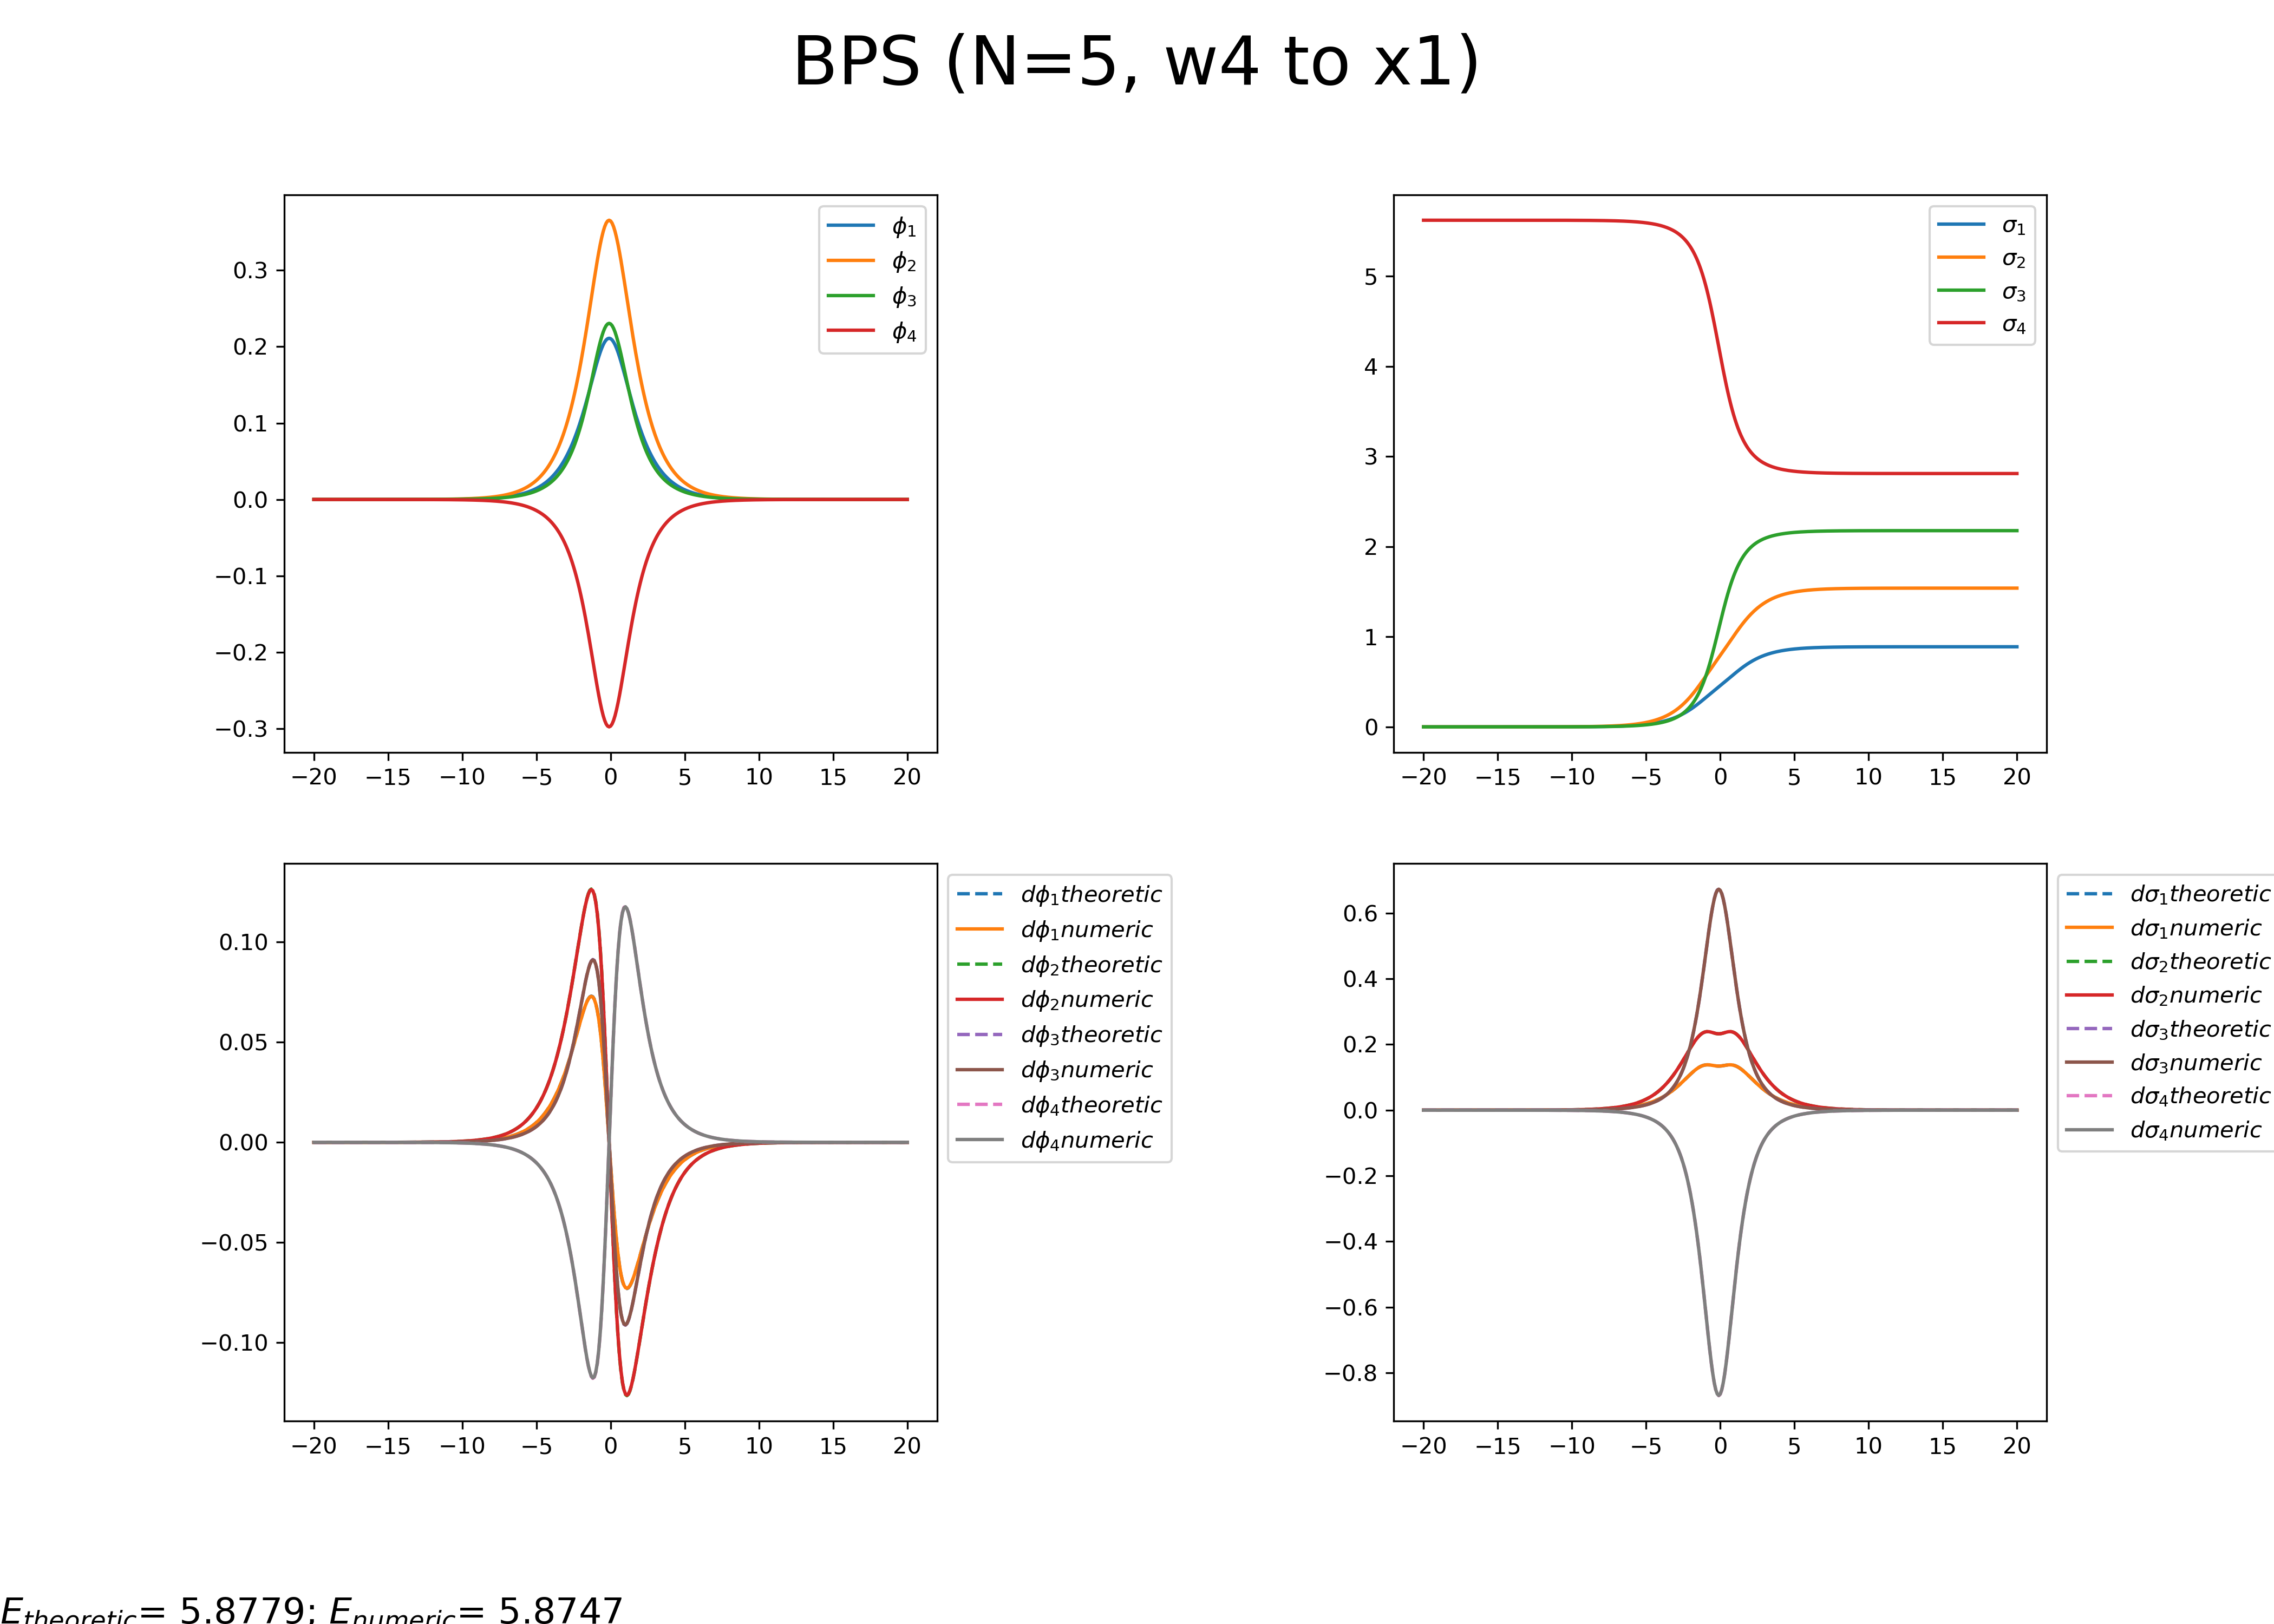 BPS (N=5, w4 to x1)
0.3
0.2
0.1
0.0
−0.1
−0.2
−0.3
−20 −15 −10 −5 0 5 10 15 20
ϕ1
ϕ2
ϕ3
ϕ4
5
4
3
2
1
0
−20 −15 −10 −5 0 5 10 15 20
σ1
σ2
σ3
σ4
0.10
0.05
0.00
−0.05
−0.10
−20 −15 −10 −5 0 5 10 15 20
dϕ1theoretic
dϕ1numeric
dϕ2theoretic
dϕ2numeric
dϕ3theoretic
dϕ3numeric
dϕ4theoretic
dϕ4numeric
0.6
0.4
0.2
0.0
−0.2
−0.4
−0.6
−0.8
−20 −15 −10 −5 0 5 10 15 20
dσ1theoretic
dσ1numeric
dσ2theoretic
dσ2numeric
dσ3theoretic
dσ3numeric
dσ4theoretic
dσ4numeric
Etheoretic= 5.8779; Enumeric= 5.8747